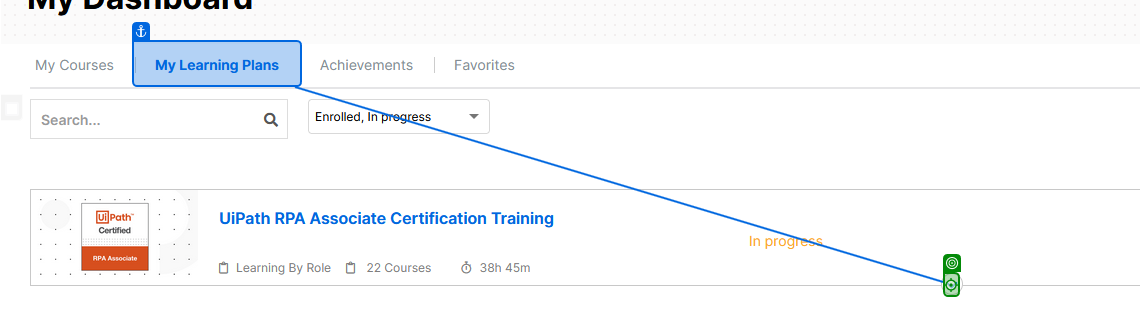 My Dashboard
My Courses
My Learning Plans
Achievements
Favorites
Search...
Enrolled, In progress
UiPath™
Certified
RPA Associate
UiPath RPA Associate Certification Training
In progress
Learning By Role
22 Courses
38h 45m